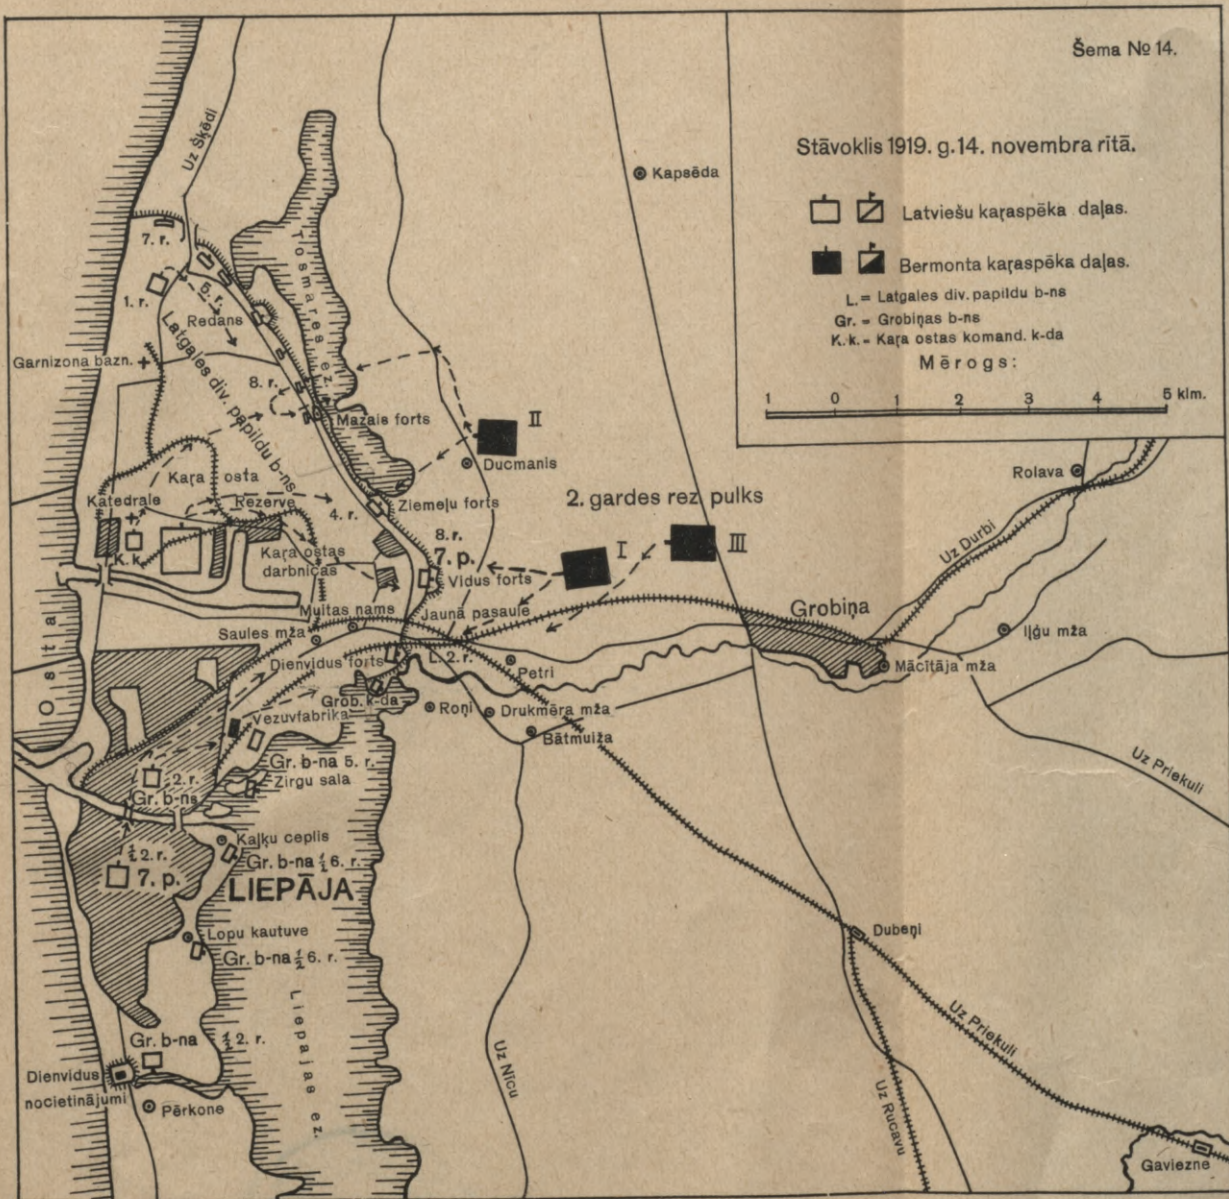 Šema № 14.
Stāvoklis 1919. g. 14. novembra rītā.
Latviešu kaŗaspēka daļas.
Bermonta kaŗaspēka daļas.
L. = Latgales div. papildu b-ns
Gr. = Grobiņas b-ns
K. k. - Kaŗa ostas komand. k-da
Mērogs:
1 0 1 2 3 4 5 klm.
Uz Šķēdi
Kapsēda
7. r.
1. r.
5. r.
Redans
Tosmares ez.
Latgales div. papildu b-ns
Garnizona bazn.
8. r.
Mazais forts
II
Ducmanis
Rolava
Kaŗa osta
Katedrale
Rezerve
4. r.
Ziemeļu forts
2. gardes rez. pulks
K. k.
Kaŗa ostas
darbnīcas
8. r.
7. p.
Vidus forts
I
III
Uz Durbi
Muitas nams
Jaunā pasaule
Grobiņa
Saules mža
Iļģu mža
Osta
Dienvidus forts
L. 2. r.
Petri
Mācītāja mža
Grob. k-da
Roņi
Drukmēra mža
Vezuvfabrika
Bātmuiža
Gr. b-na 5. r.
Zirgu sala
2. r.
Gr. b-ns
Uz Priekuli
Kaļķu ceplis
½ 2. r.
7. p.
Gr. b-na ½ 6. r.
LIEPĀJA
Lopu kautuve
Gr. b-na ½ 6. r.
Dubeņi
Liepajas ez.
Uz Priekuli
Gr. b-na ½ 2. r.
Uz Nīcu
Dienvidus
nocietinājumi
Pērkone
Uz Rucavu
Gaviezne